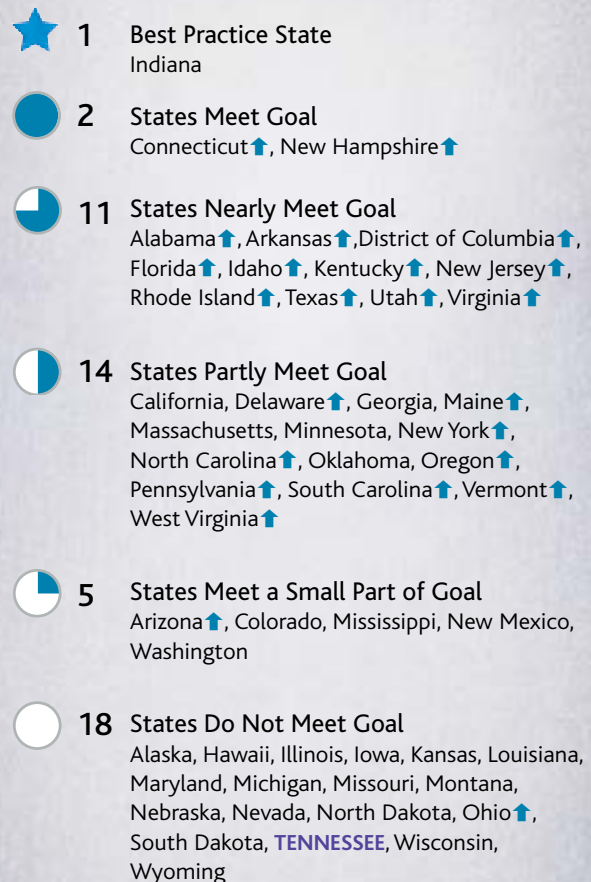 1 Best Practice State
Indiana
2 States Meet Goal
Connecticut⬆, New Hampshire⬆
11 States Nearly Meet Goal
Alabama⬆, Arkansas⬆,District of Columbia⬆,
Florida⬆, Idaho⬆, Kentucky⬆, New Jersey⬆,
Rhode Island⬆, Texas⬆, Utah⬆, Virginia⬆
14 States Partly Meet Goal
California, Delaware⬆, Georgia, Maine⬆,
Massachusetts, Minnesota, New York⬆,
North Carolina⬆, Oklahoma, Oregon⬆,
Pennsylvania⬆, South Carolina⬆, Vermont⬆,
West Virginia⬆
5 States Meet a Small Part of Goal
Arizona⬆, Colorado, Mississippi, New Mexico,
Washington
18 States Do Not Meet Goal
Alaska, Hawaii, Illinois, Iowa, Kansas, Louisiana,
Maryland, Michigan, Missouri, Montana,
Nebraska, Nevada, North Dakota, Ohio⬆,
South Dakota, TENNESSEE, Wisconsin,
Wyoming